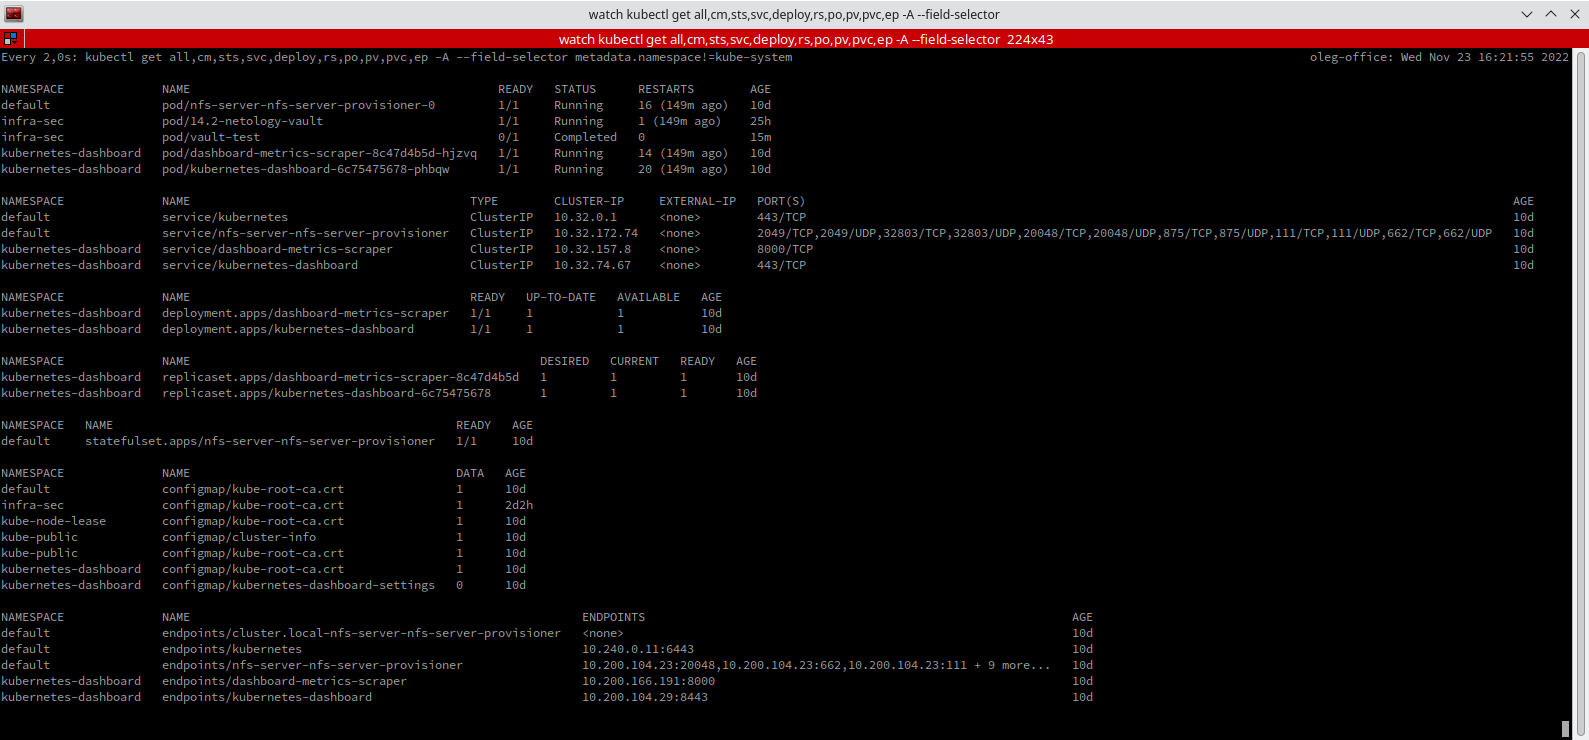 watch kubectl get all,cm,sts,svc,deploy,rs,po,pv,pvc,ep -A --field-selector
watch kubectl get all,cm,sts,svc,deploy,rs,po,pv,pvc,ep -A --field-selector 224x43
Every 2,0s: kubectl get all,cm,sts,svc,deploy,rs,po,pv,pvc,ep -A --field-selector metadata.namespace!=kube-system oleg-office: Wed Nov 23 16:21:55 2022
NAMESPACE NAME READY STATUS RESTARTS AGE
default pod/nfs-server-nfs-server-provisioner-0 1/1 Running 16 (149m ago) 10d
infra-sec pod/14.2-netology-vault 1/1 Running 1 (149m ago) 25h
infra-sec pod/vault-test 0/1 Completed 0 15m
kubernetes-dashboard pod/dashboard-metrics-scraper-8c47d4b5d-hjzvq 1/1 Running 14 (149m ago) 10d
kubernetes-dashboard pod/kubernetes-dashboard-6c75475678-phbqw 1/1 Running 20 (149m ago) 10d
NAMESPACE NAME TYPE CLUSTER-IP EXTERNAL-IP PORT(S) AGE
default service/kubernetes ClusterIP 10.32.0.1 <none> 443/TCP 10d
default service/nfs-server-nfs-server-provisioner ClusterIP 10.32.172.74 <none> 2049/TCP,2049/UDP,32803/TCP,32803/UDP,20048/TCP,20048/UDP,875/TCP,875/UDP,111/TCP,111/UDP,662/TCP,662/UDP 10d
kubernetes-dashboard service/dashboard-metrics-scraper ClusterIP 10.32.157.8 <none> 8000/TCP 10d
kubernetes-dashboard service/kubernetes-dashboard ClusterIP 10.32.74.67 <none> 443/TCP 10d
NAMESPACE NAME READY UP-TO-DATE AVAILABLE AGE
kubernetes-dashboard deployment.apps/dashboard-metrics-scraper 1/1 1 1 10d
kubernetes-dashboard deployment.apps/kubernetes-dashboard 1/1 1 1 10d
NAMESPACE NAME DESIRED CURRENT READY AGE
kubernetes-dashboard replicaset.apps/dashboard-metrics-scraper-8c47d4b5d 1 1 1 10d
kubernetes-dashboard replicaset.apps/kubernetes-dashboard-6c75475678 1 1 1 10d
NAMESPACE NAME READY AGE
default statefulset.apps/nfs-server-nfs-server-provisioner 1/1 10d
NAMESPACE NAME DATA AGE
default configmap/kube-root-ca.crt 1 10d
infra-sec configmap/kube-root-ca.crt 1 2d2h
kube-node-lease configmap/kube-root-ca.crt 1 10d
kube-public configmap/cluster-info 1 10d
kube-public configmap/kube-root-ca.crt 1 10d
kubernetes-dashboard configmap/kube-root-ca.crt 1 10d
kubernetes-dashboard configmap/kubernetes-dashboard-settings 0 10d
NAMESPACE NAME ENDPOINTS AGE
default endpoints/cluster.local-nfs-server-nfs-server-provisioner <none> 10d
default endpoints/kubernetes 10.240.0.11:6443 10d
default endpoints/nfs-server-nfs-server-provisioner 10.200.104.23:20048,10.200.104.23:662,10.200.104.23:111 + 9 more... 10d
kubernetes-dashboard endpoints/dashboard-metrics-scraper 10.200.166.191:8000 10d
kubernetes-dashboard endpoints/kubernetes-dashboard 10.200.104.29:8443 10d